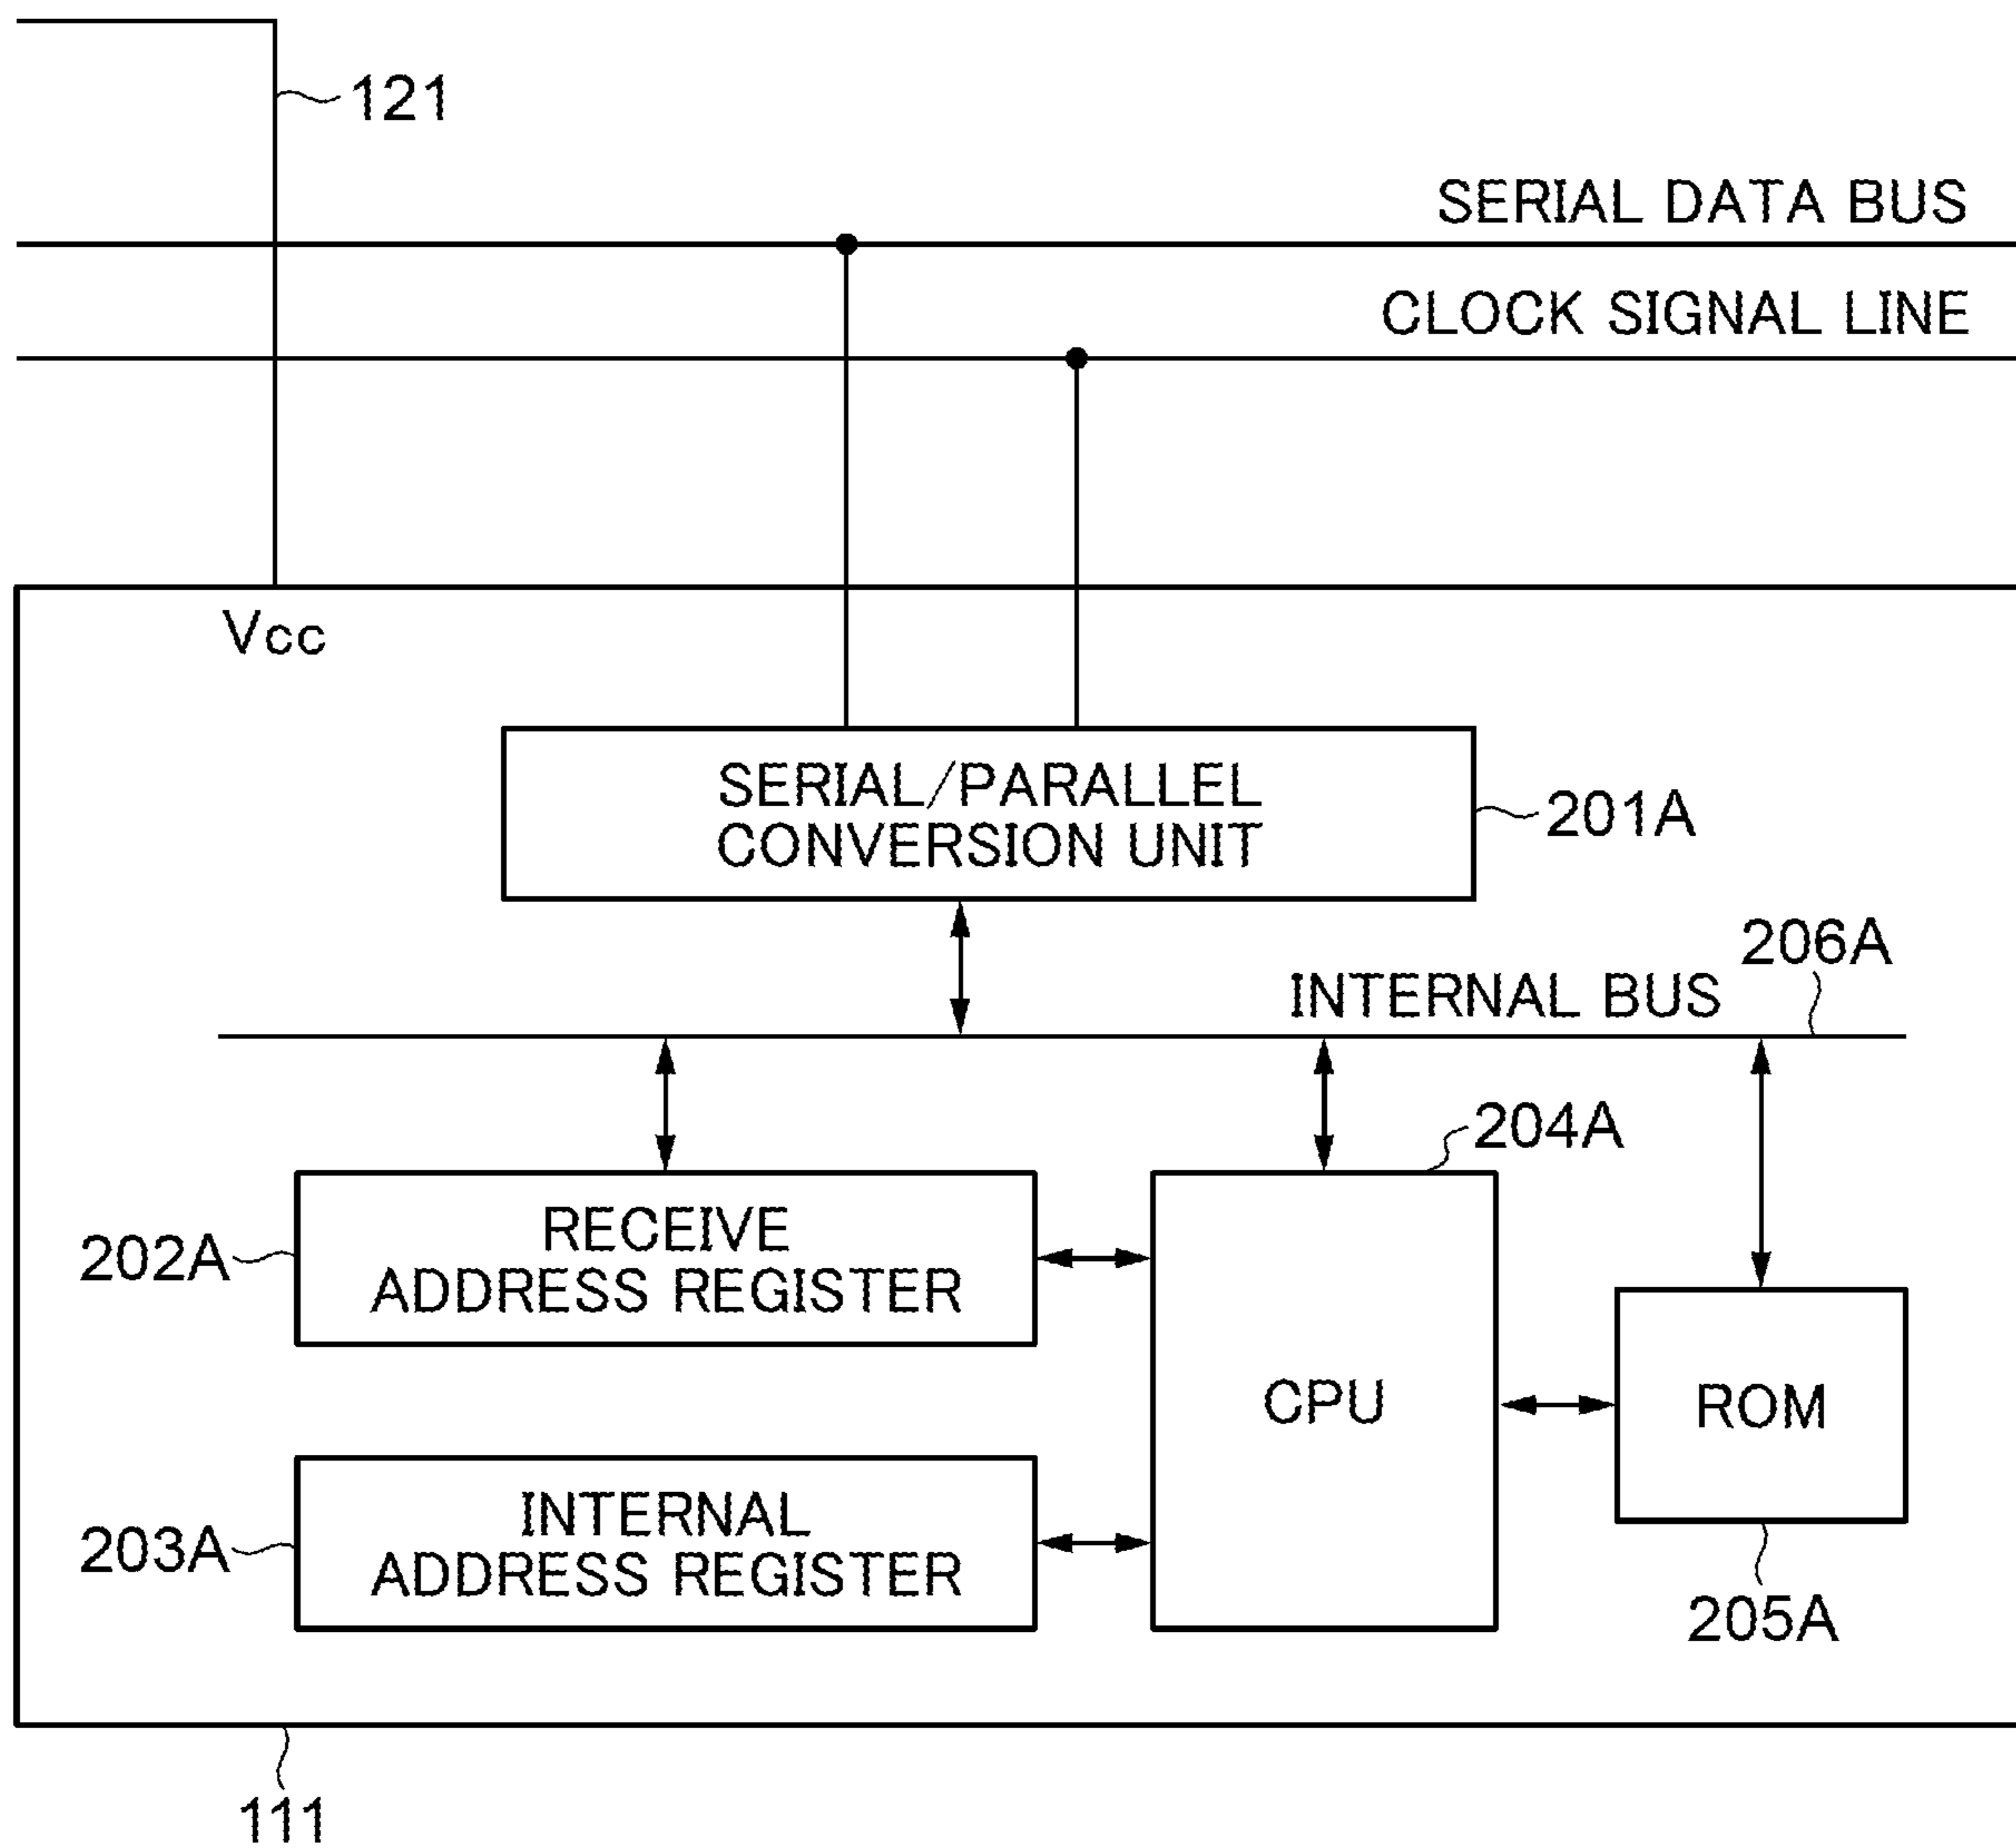 121
SERIAL DATA BUS
CLOCK SIGNAL LINE
Vcc
SERIAL/PARALLEL
CONVERSION UNIT
201A
206A
INTERNAL BUS
204A
RECEIVE
ADDRESS REGISTER
202A
CPU
ROM
INTERNAL
ADDRESS REGISTER
203A
205A
111